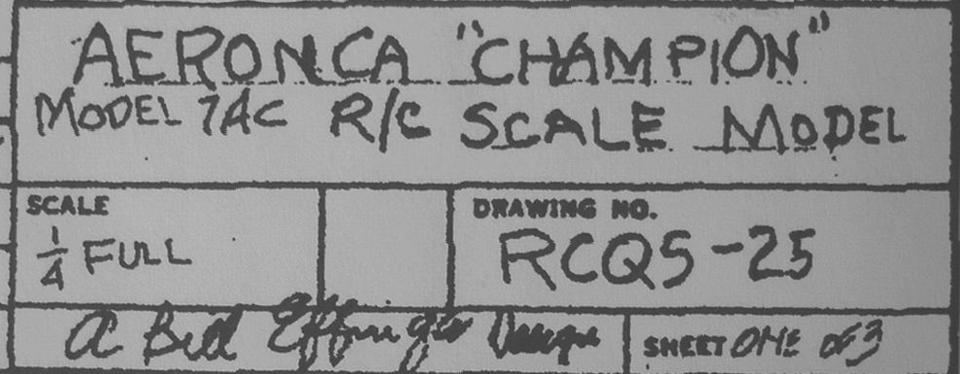 AERONCA "CHAMPION"
MODEL 7AC R/C SCALE MODEL
SCALE
1/4 FULL
DRAWING NO.
RCQS-25
A Bill Effinger Design
SHEET ONE OF 3